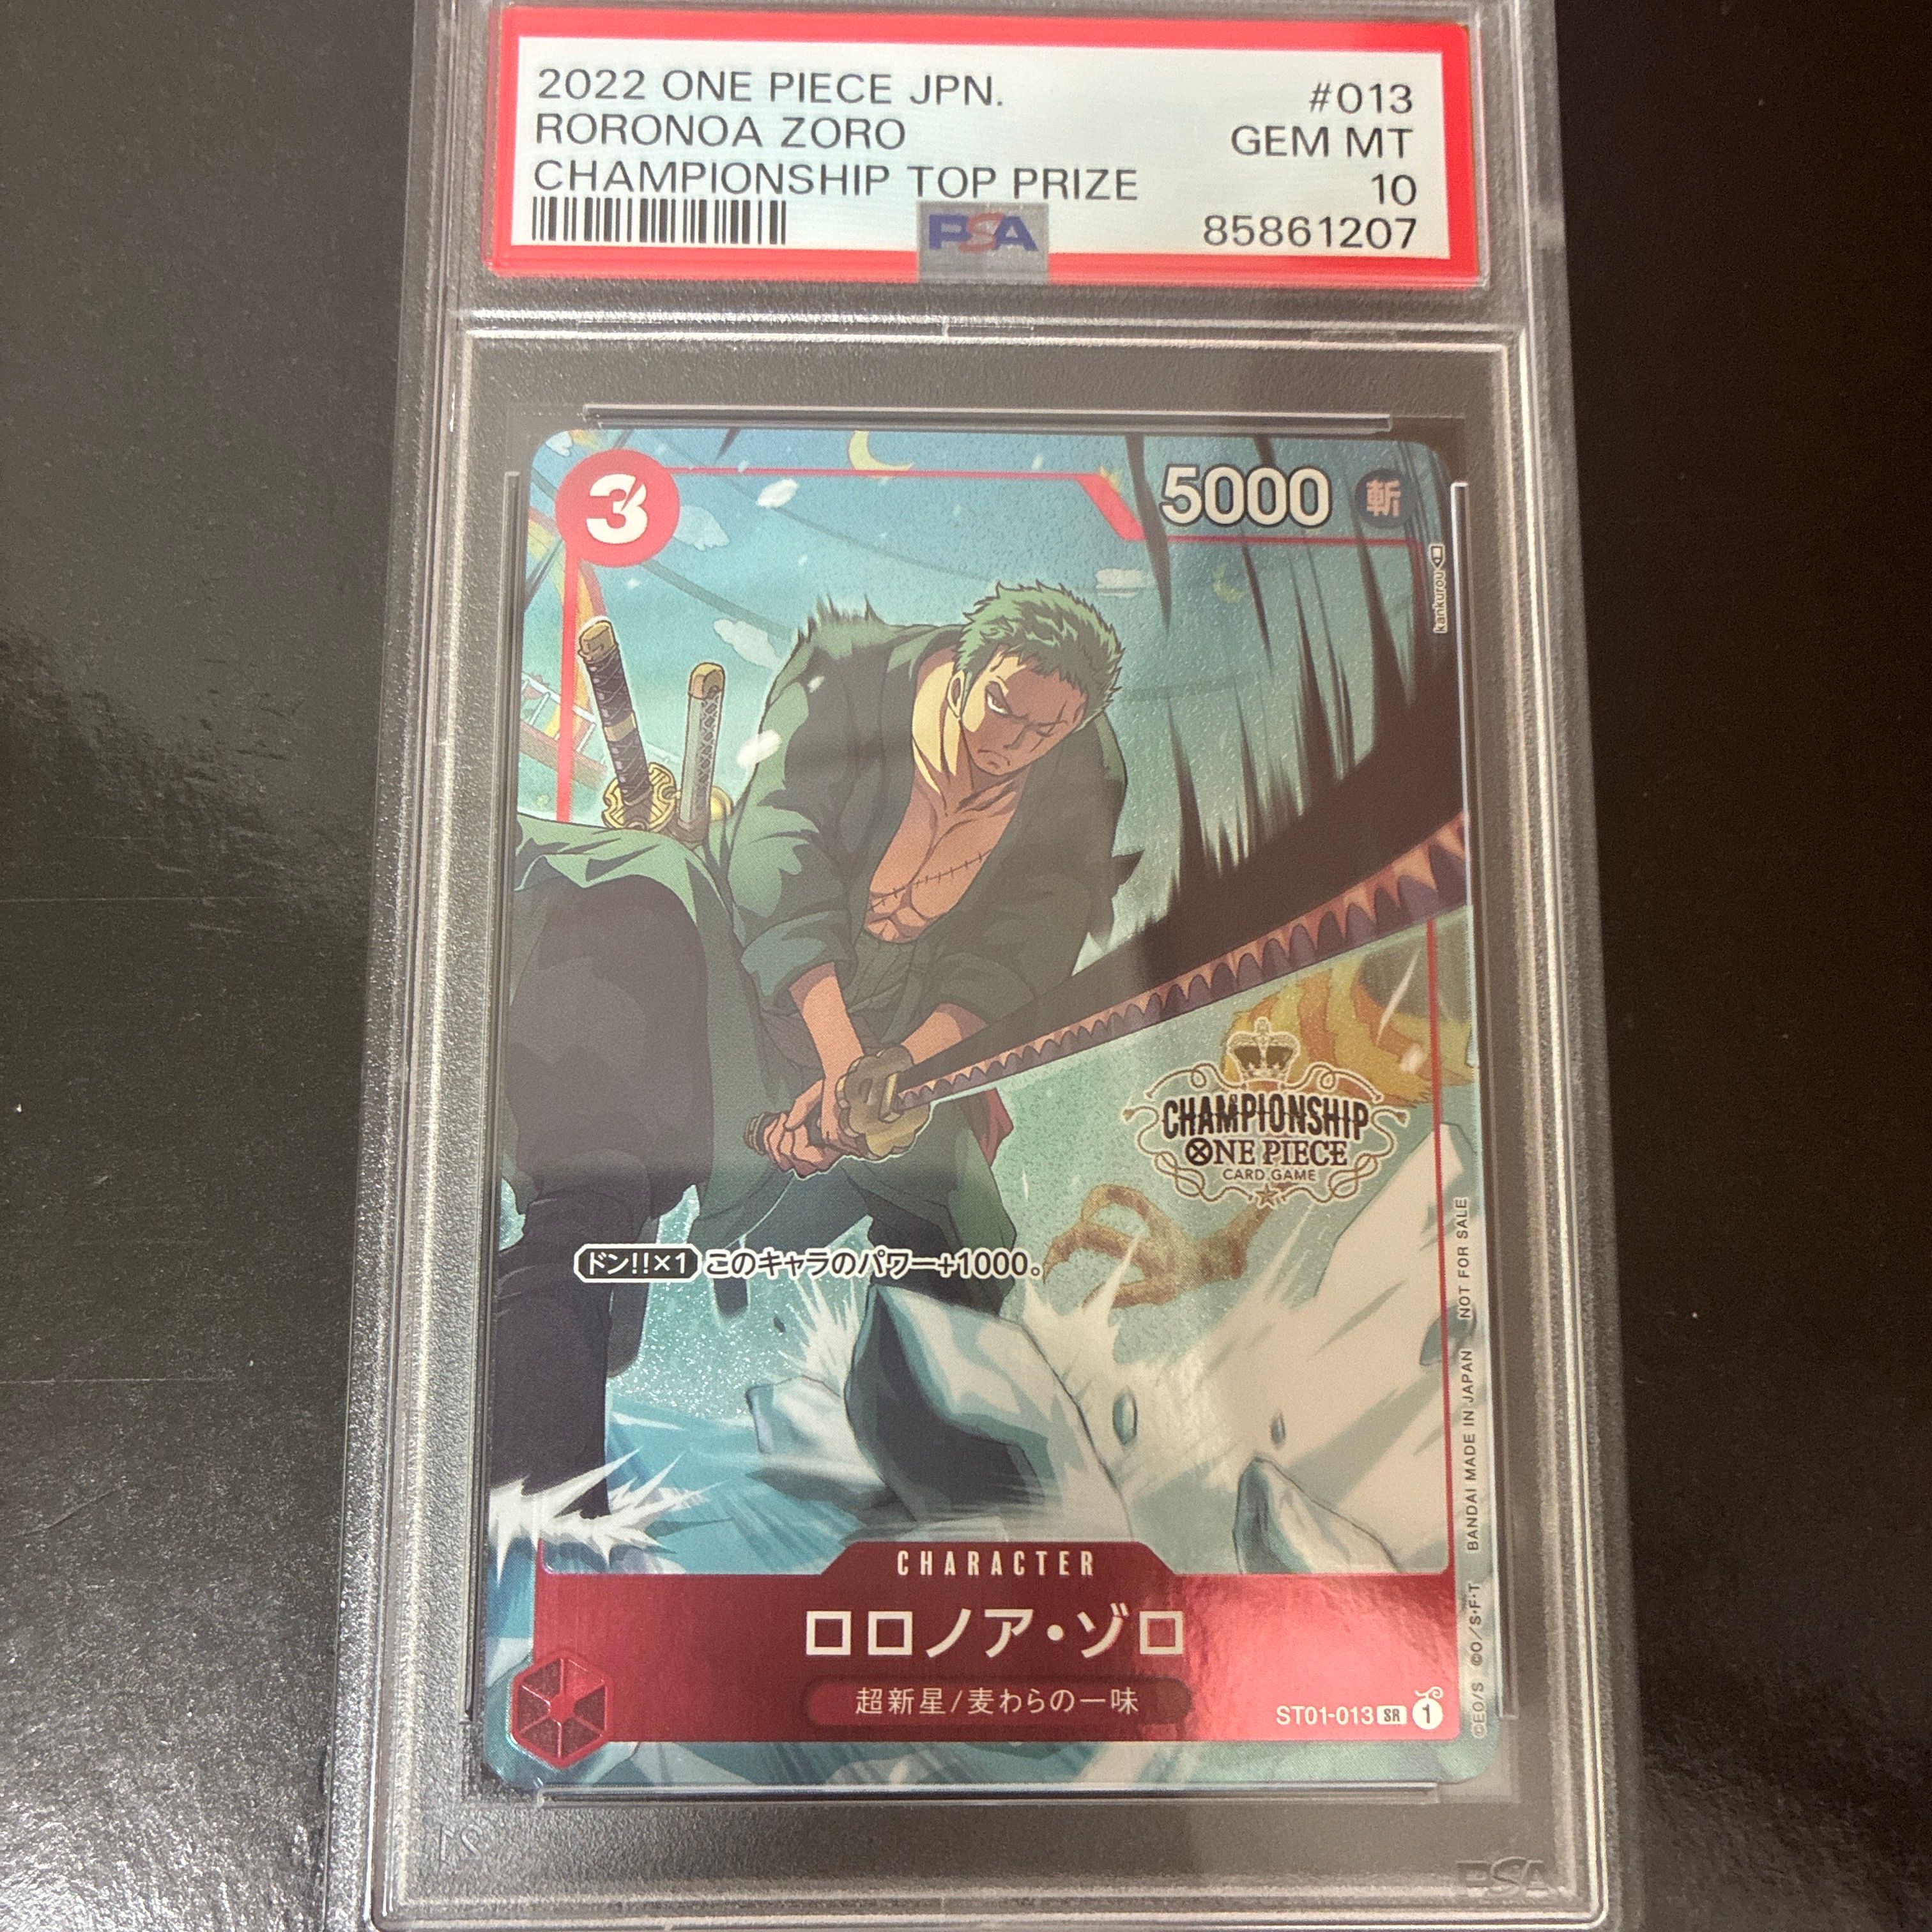 2022 ONE PIECE JPN.
#013
RORONOA ZORO
GEM MT
CHAMPIONSHIP TOP PRIZE
10
PSA
85861207
3
5000
斬
kankurou
CHAMPIONSHIP
ONE PIECE
CARD GAME
ドン!!×1 このキャラのパワー+1000。
CHARACTER
ロロノア・ゾロ
超新星/麦わらの一味
ST01-013 SR 1
©EO/S ©O/S・F・T BANDAI MADE IN JAPAN NOT FOR SALE
PSA